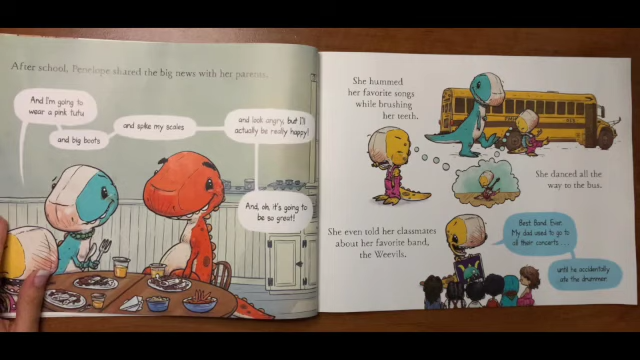 After school, Penelope shared the big news with her parents.
And I'm going to
wear a pink tutu
and big boots
and spike my scales
and look angry, but I'll
actually be really happy!
And, oh, it's going to
be so great!
She hummed
her favorite songs
while brushing
her teeth.
She danced all the
way to the bus.
She even told her classmates
about her favorite band,
the Weevils.
Best. Band. Ever.
My dad used to go to
all their concerts . . .
until he accidentally
ate the drummer.